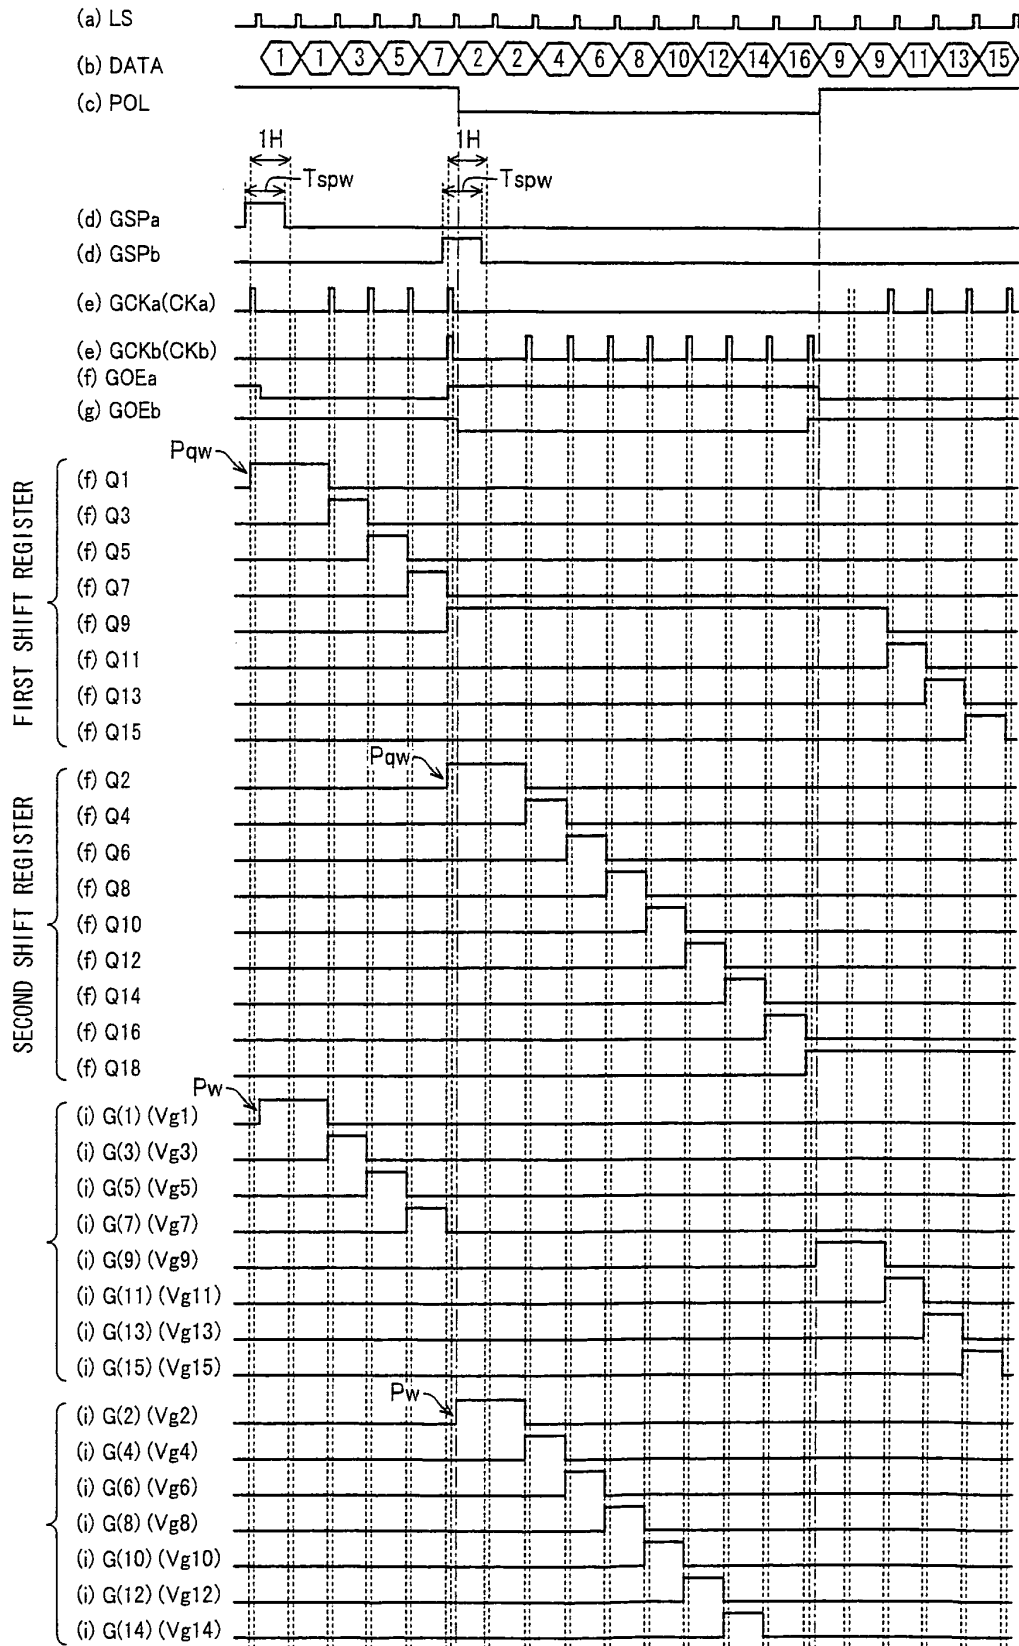 (a) LS
(b) DATA 1 1 3 5 7 2 2 4 6 8 10 12 14 16 9 9 11 13 15
(c) POL
1H 1H
Tspw Tspw
(d) GSPa
(d) GSPb
(e) GCKa(CKa)
(e) GCKb(CKb)
(f) GOEa
(g) GOEb
Pqw
FIRST SHIFT REGISTER
(f) Q1
(f) Q3
(f) Q5
(f) Q7
(f) Q9
(f) Q11
(f) Q13
(f) Q15
Pqw
SECOND SHIFT REGISTER
(f) Q2
(f) Q4
(f) Q6
(f) Q8
(f) Q10
(f) Q12
(f) Q14
(f) Q16
(f) Q18
Pw
(i) G(1) (Vg1)
(i) G(3) (Vg3)
(i) G(5) (Vg5)
(i) G(7) (Vg7)
(i) G(9) (Vg9)
(i) G(11) (Vg11)
(i) G(13) (Vg13)
(i) G(15) (Vg15)
Pw
(i) G(2) (Vg2)
(i) G(4) (Vg4)
(i) G(6) (Vg6)
(i) G(8) (Vg8)
(i) G(10) (Vg10)
(i) G(12) (Vg12)
(i) G(14) (Vg14)